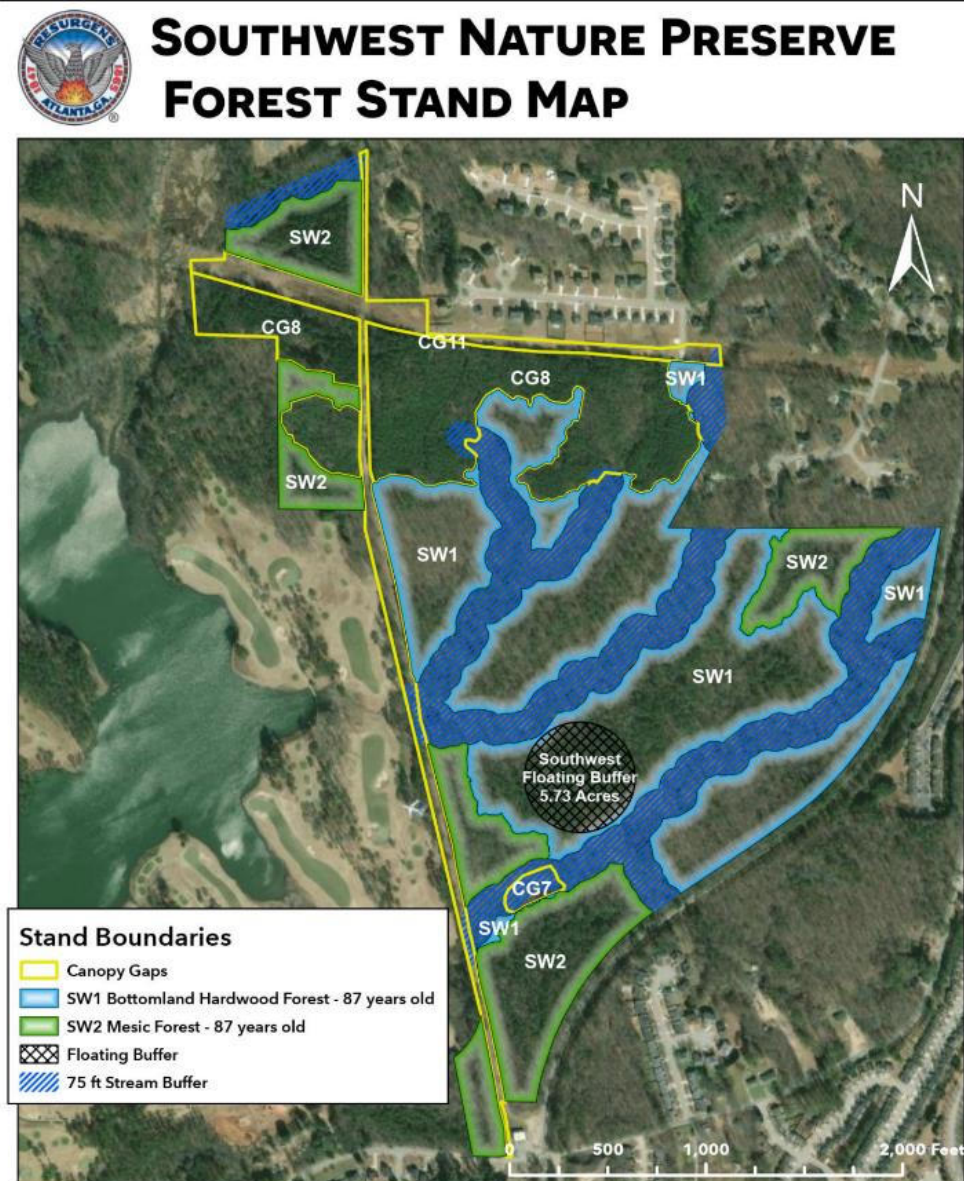 RESURGENS
1847
1865
ATLANTA, GA.
®
SOUTHWEST NATURE PRESERVE
FOREST STAND MAP
N
SW2
CG8
CG11
CG8
SW1
SW2
SW1
SW2
SW1
SW1
Southwest
Floating Buffer
5.73 Acres
CG7
SW1
SW2
Stand Boundaries
Canopy Gaps
SW1 Bottomland Hardwood Forest - 87 years old
SW2 Mesic Forest - 87 years old
Floating Buffer
75 ft Stream Buffer
0 500 1,000 2,000 Feet